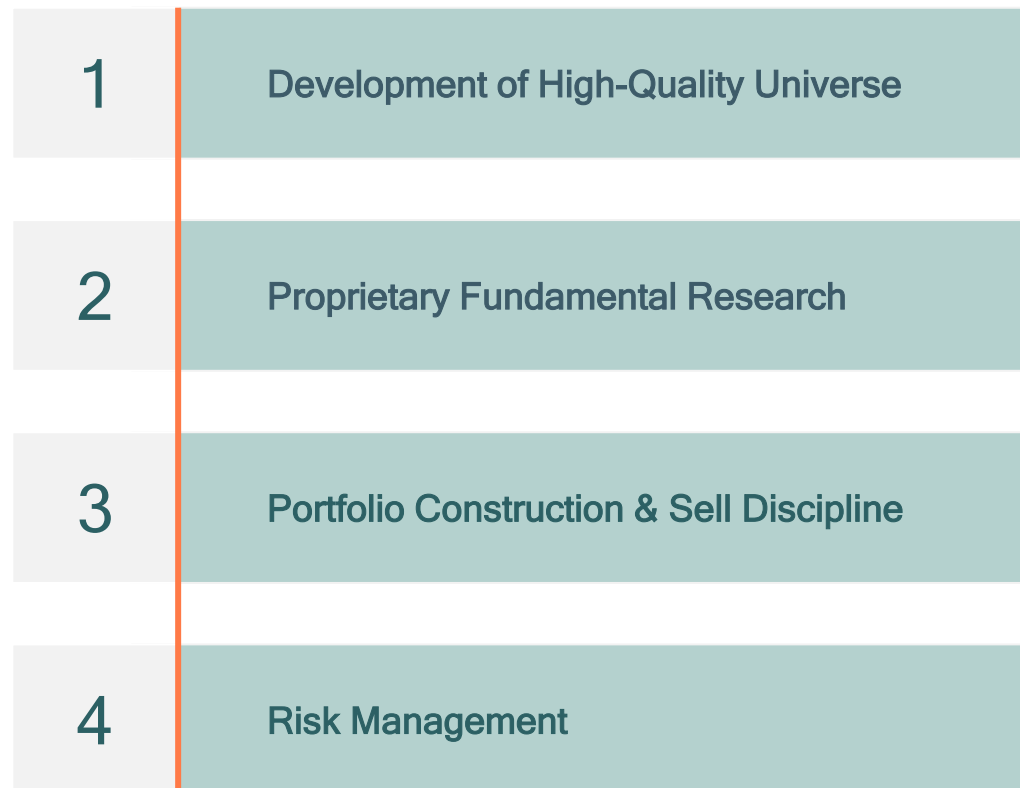 1
Development of High-Quality Universe
2
Proprietary Fundamental Research
3
Portfolio Construction & Sell Discipline
4
Risk Management